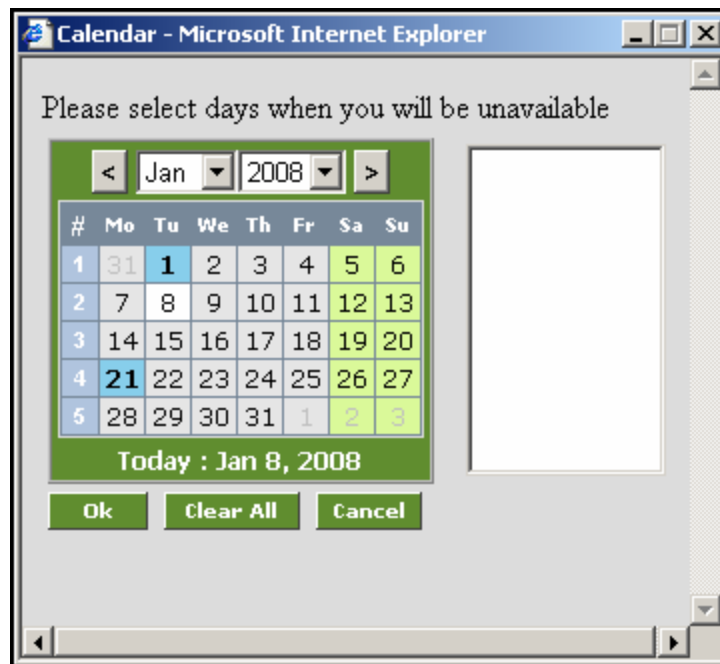 Calendar - Microsoft Internet Explorer
Please select days when you will be unavailable
< Jan 2008 >
# Mo Tu We Th Fr Sa Su
1 31 1 2 3 4 5 6
2 7 8 9 10 11 12 13
3 14 15 16 17 18 19 20
4 21 22 23 24 25 26 27
5 28 29 30 31 1 2 3
Today : Jan 8, 2008
Ok Clear All Cancel